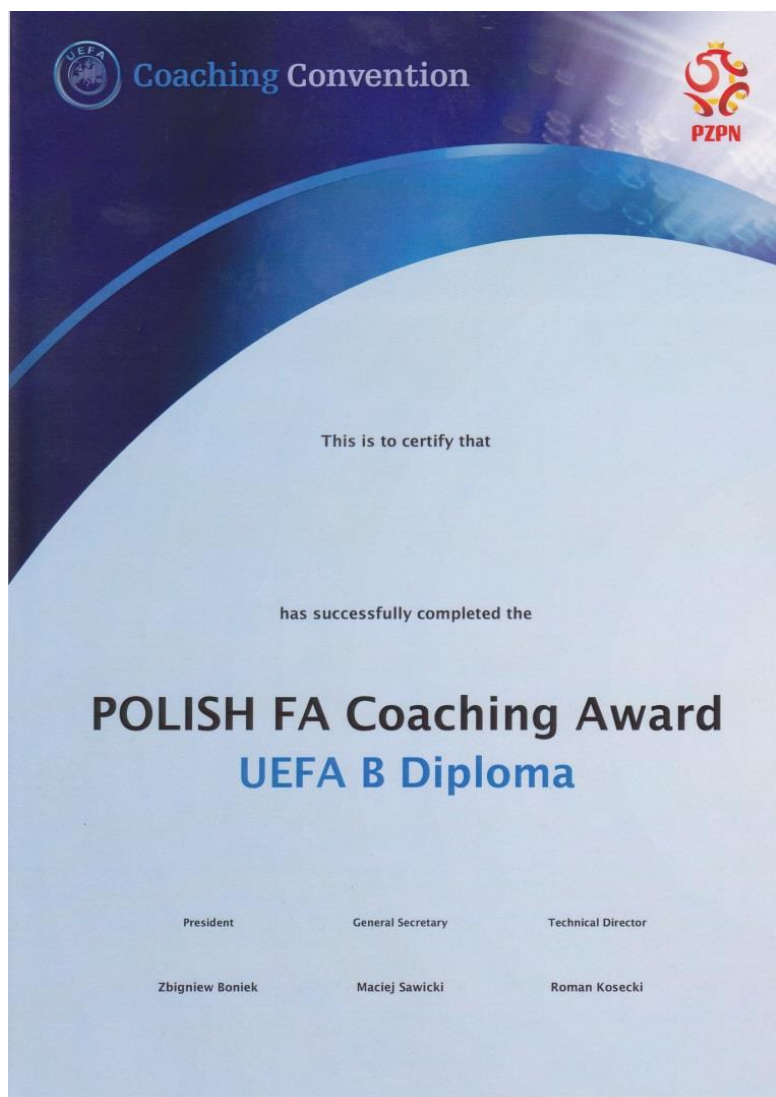 UEFA
Coaching Convention
PZPN
This is to certify that
has successfully completed the
POLISH FA Coaching Award
UEFA B Diploma
President
General Secretary
Technical Director
Zbigniew Boniek
Maciej Sawicki
Roman Kosecki